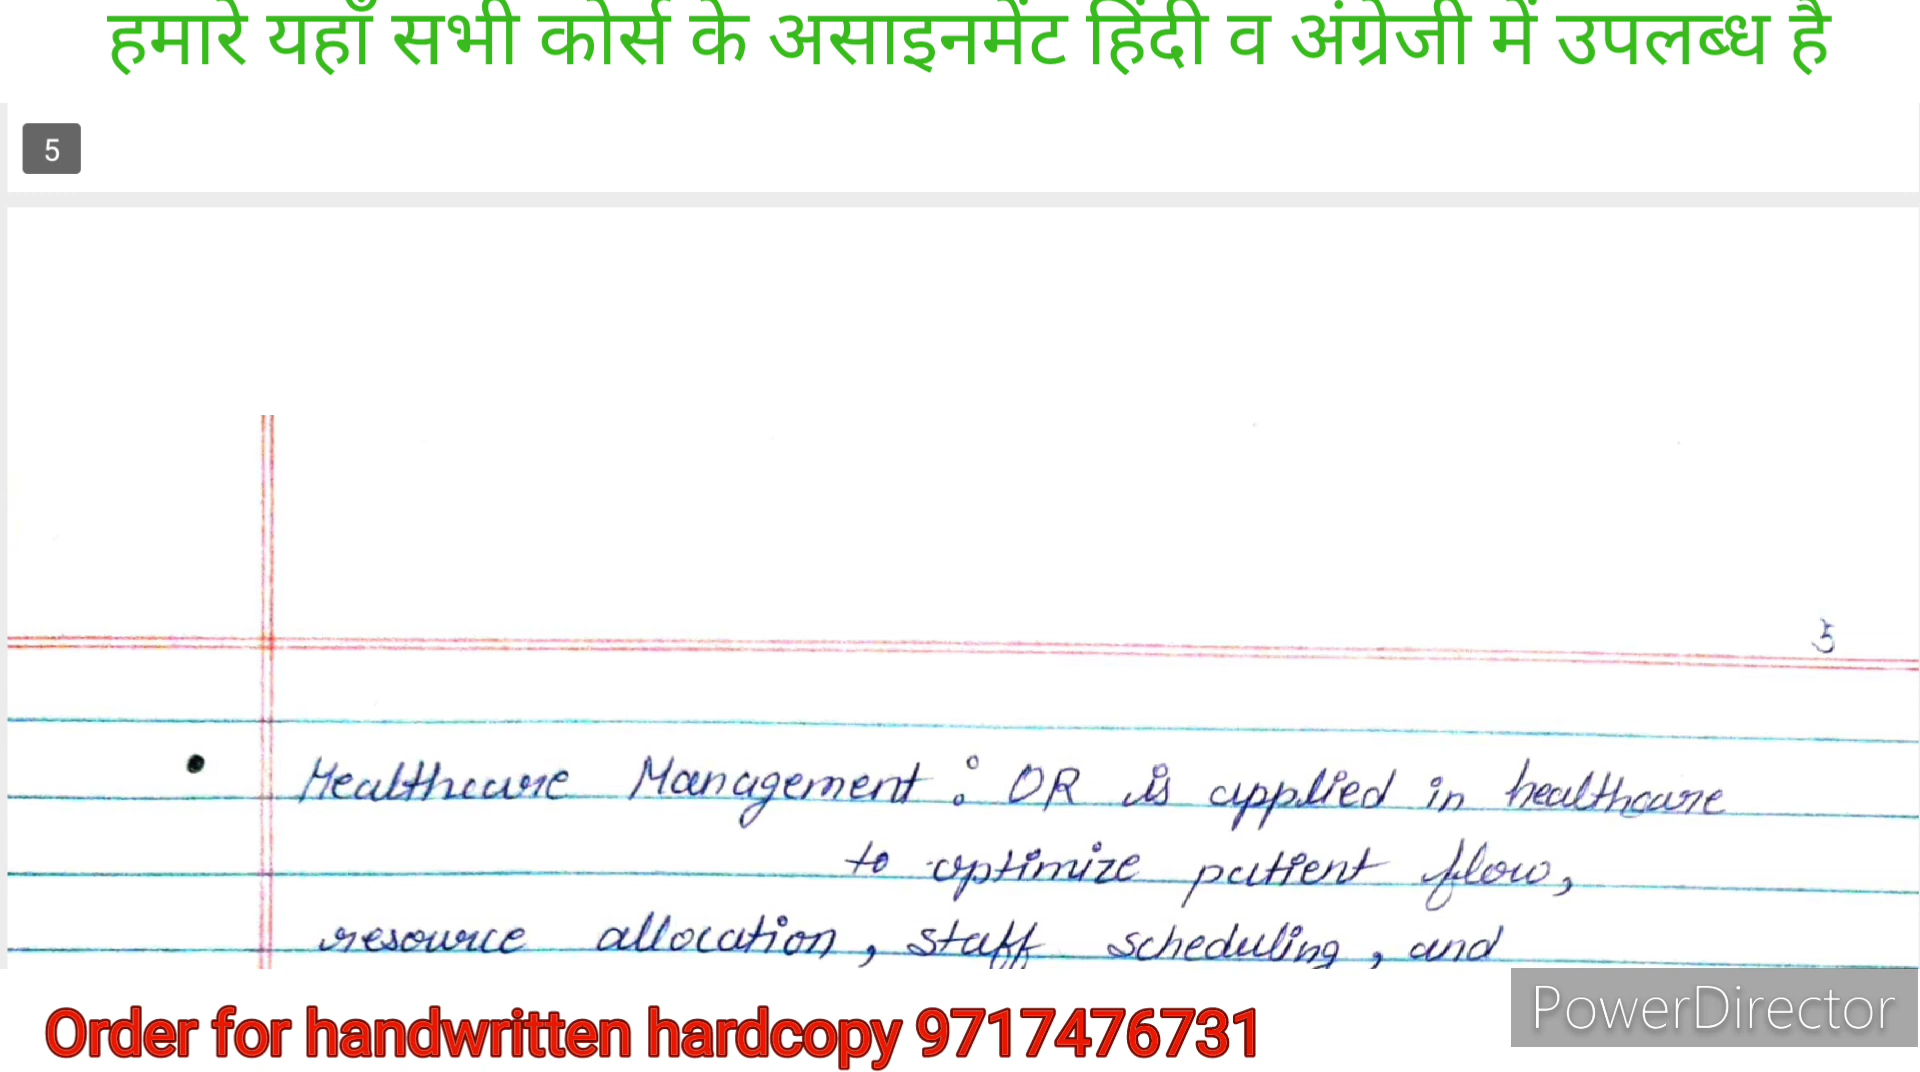 हमारे यहाँ सभी कोर्स के असाइनमेंट हिंदी व अंग्रेजी में उपलब्ध है
5
5
• Healthcare Management : OR is applied in healthcare
to optimize patient flow,
resource allocation, staff scheduling, and
Order for handwritten hardcopy 9717476731
PowerDirector